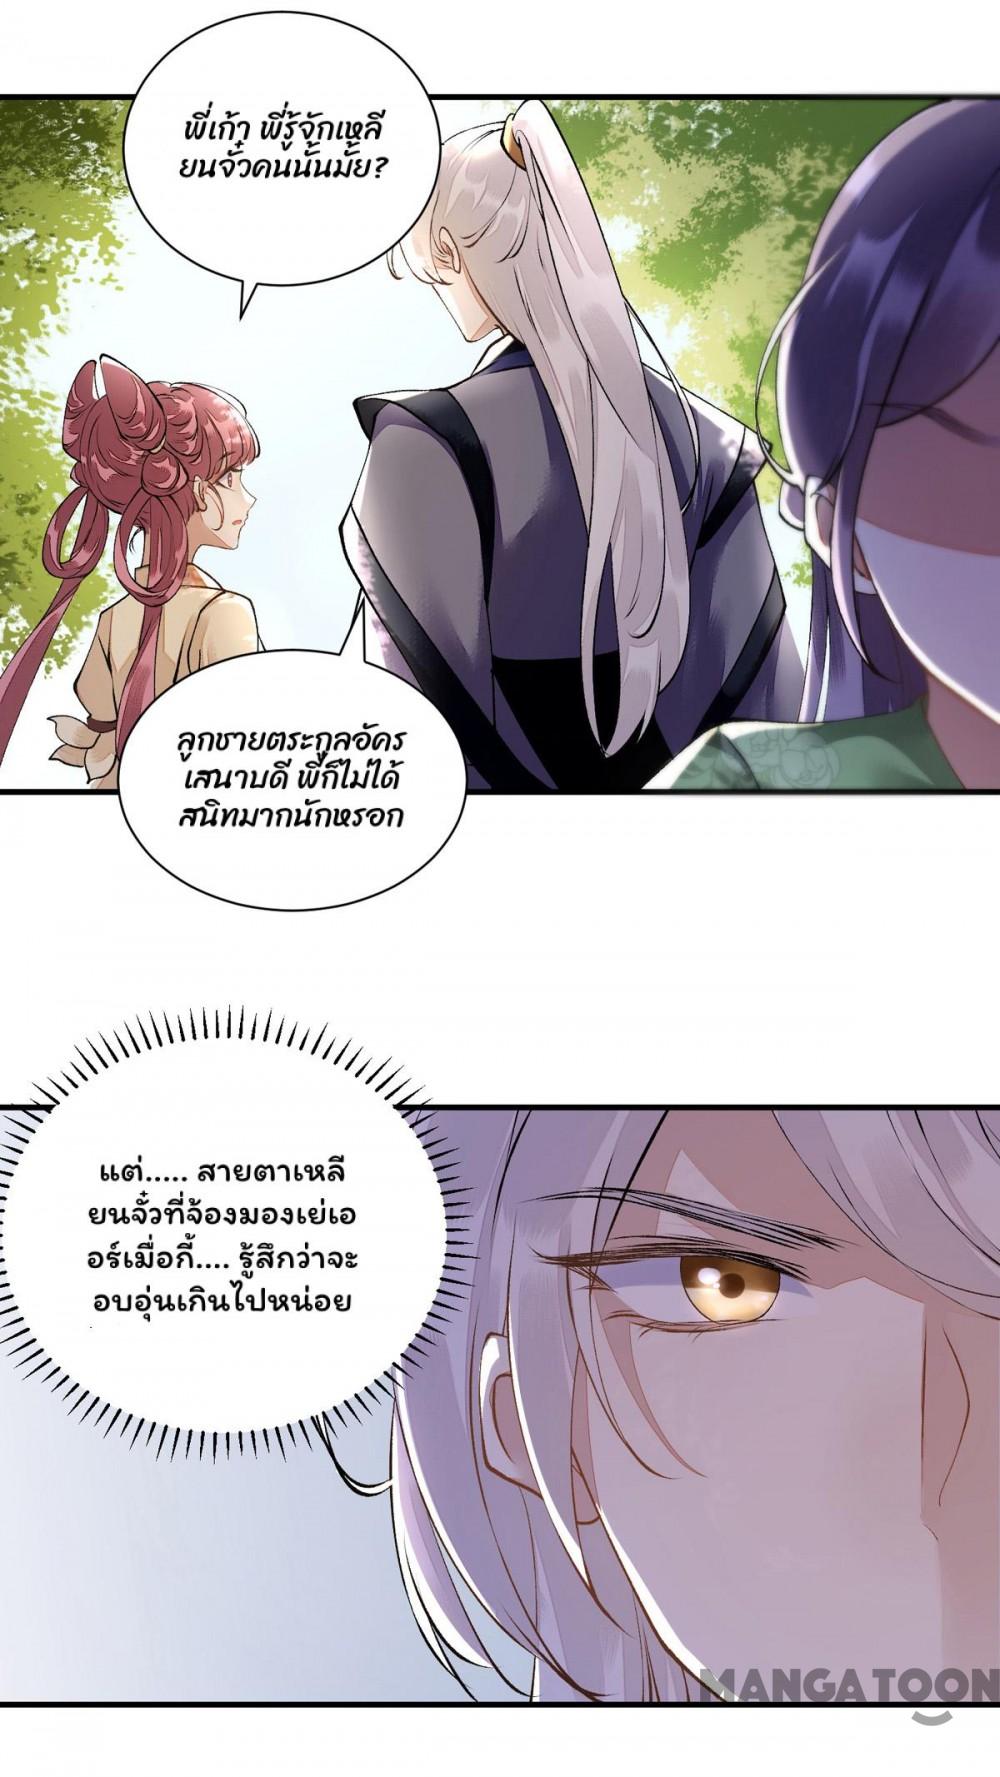 พี่เก้า พี่รู้จักเหลี
ยนจั๋วคนนั้นมั้ย?
ลูกชายตระกูลอัคร
เสนาบดี พี่ก็ไม่ได้
สนิทมากนักหรอก
แต่..... สายตาเหลี
ยนจั๋วที่จ้องมองเย่เอ
อร์เมื่อกี้.... รู้สึกว่าจะ
อบอุ่นเกินไปหน่อย
MANGATOON